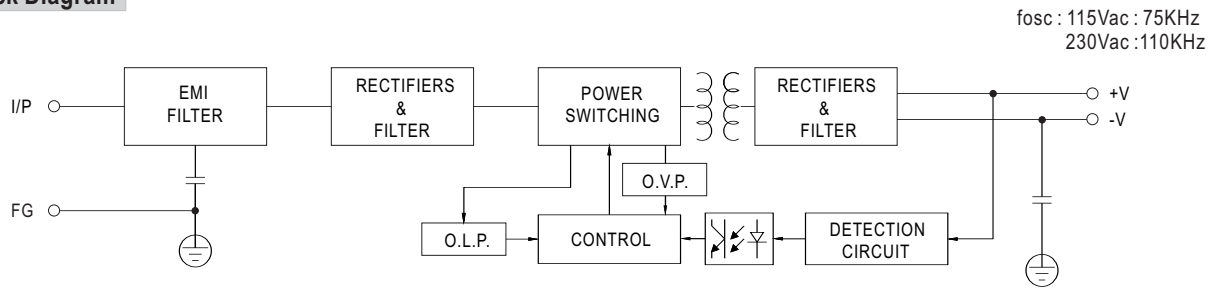 Diagram
fosc : 115Vac : 75KHz
230Vac :110KHz
I/P
EMI
FILTER
RECTIFIERS
&
FILTER
POWER
SWITCHING
RECTIFIERS
&
FILTER
+V
-V
O.V.P.
FG
O.L.P.
CONTROL
DETECTION
CIRCUIT